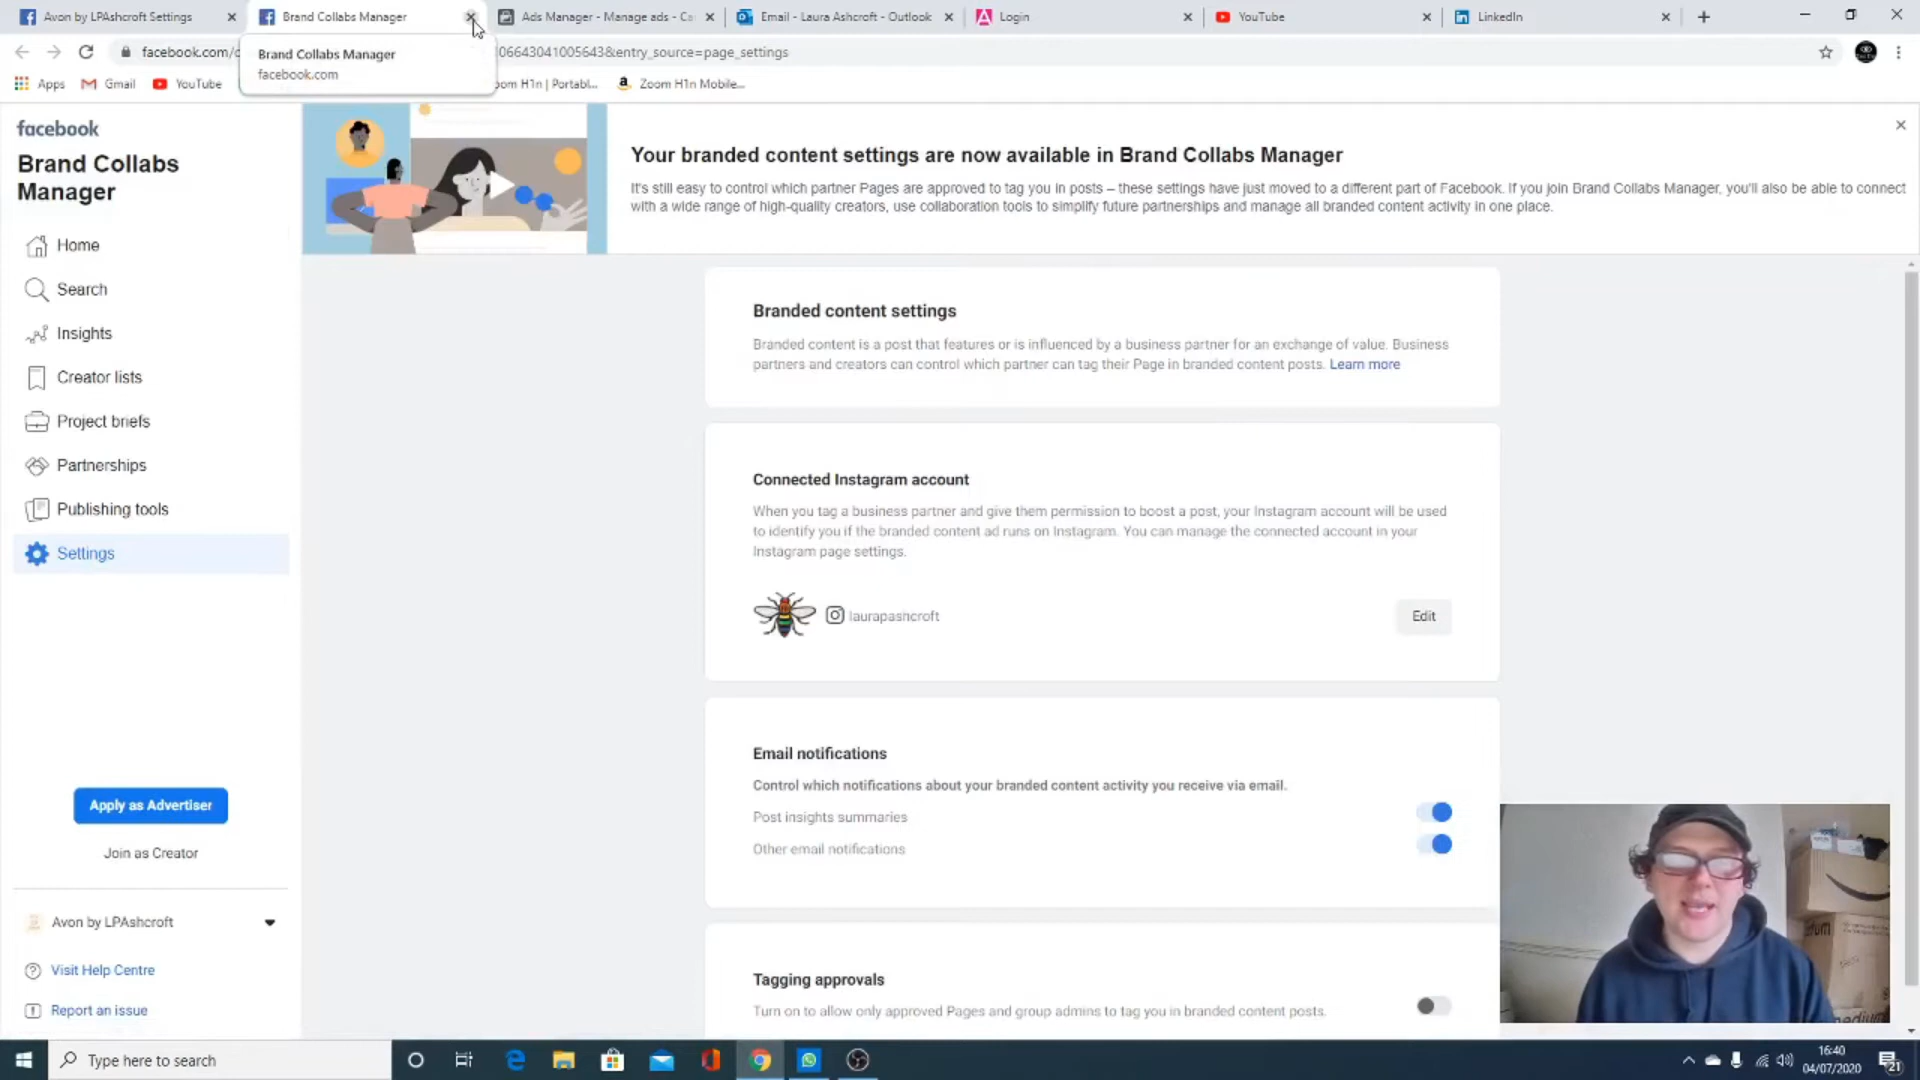 Avon by LPAshcroft Settings
Brand Collabs Manager
Ads Manager - Manage ads - Ca
Email - Laura Ashcroft - Outlook
Login
YouTube
LinkedIn
facebook.com/
06643041005643&entry_source=page_settings
Brand Collabs Manager
facebook.com
Apps
Gmail
YouTube
oom H1n | Portabl...
Zoom H1n Mobile...
facebook
Brand Collabs
Manager
Home
Search
Insights
Creator lists
Project briefs
Partnerships
Publishing tools
Settings
Apply as Advertiser
Join as Creator
Avon by LPAshcroft
Visit Help Centre
Report an issue
Your branded content settings are now available in Brand Collabs Manager
It's still easy to control which partner Pages are approved to tag you in posts – these settings have just moved to a different part of Facebook. If you join Brand Collabs Manager, you'll also be able to connect
with a wide range of high-quality creators, use collaboration tools to simplify future partnerships and manage all branded content activity in one place.
Branded content settings
Branded content is a post that features or is influenced by a business partner for an exchange of value. Business
partners and creators can control which partner can tag their Page in branded content posts. Learn more
Connected Instagram account
When you tag a business partner and give them permission to boost a post, your Instagram account will be used
to identify you if the branded content ad runs on Instagram. You can manage the connected account in your
Instagram page settings.
laurapashcroft
Edit
Email notifications
Control which notifications about your branded content activity you receive via email.
Post insights summaries
Other email notifications
Tagging approvals
Turn on to allow only approved Pages and group admins to tag you in branded content posts.
Type here to search
16:40
04/07/2020
21